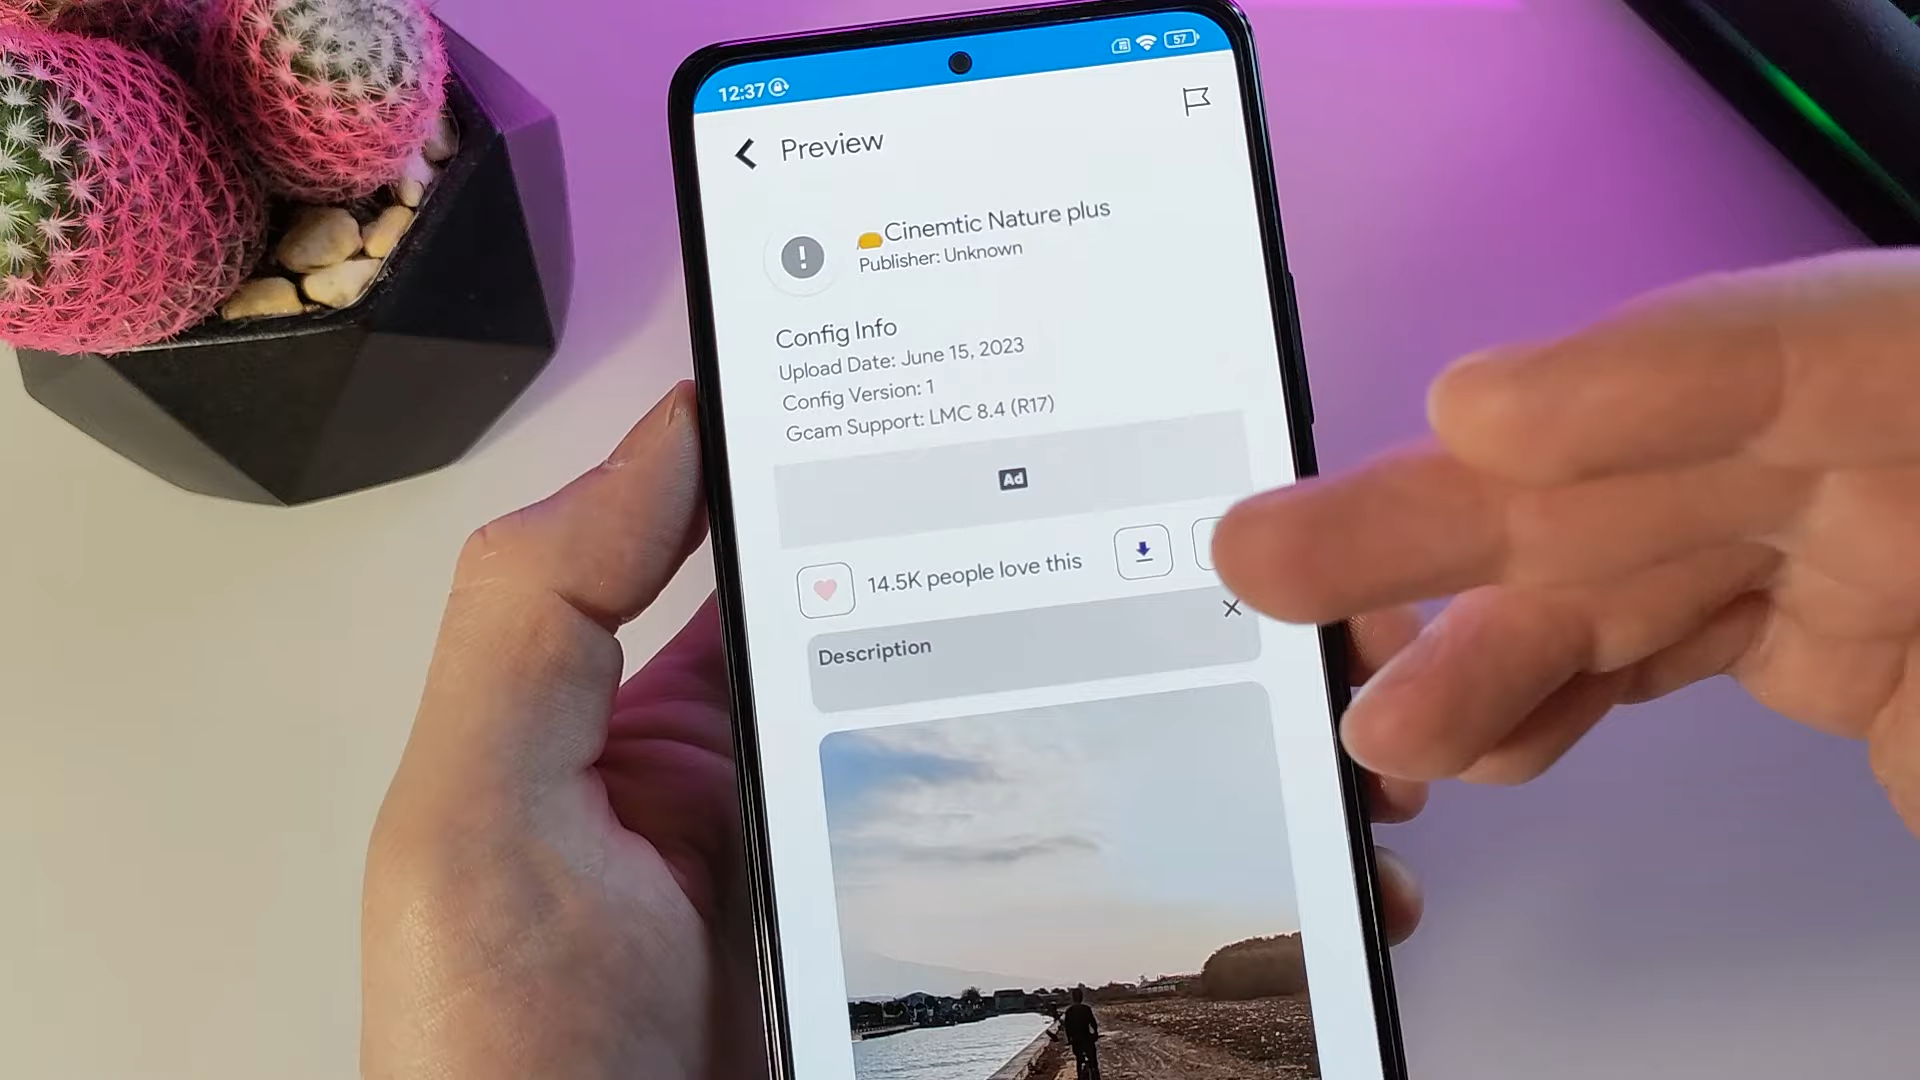 12:37
57
Preview
Cinemtic Nature plus
Publisher: Unknown
Config Info
Upload Date: June 15, 2023
Config Version: 1
Gcam Support: LMC 8.4 (R17)
Ad
14.5K people love this
Description